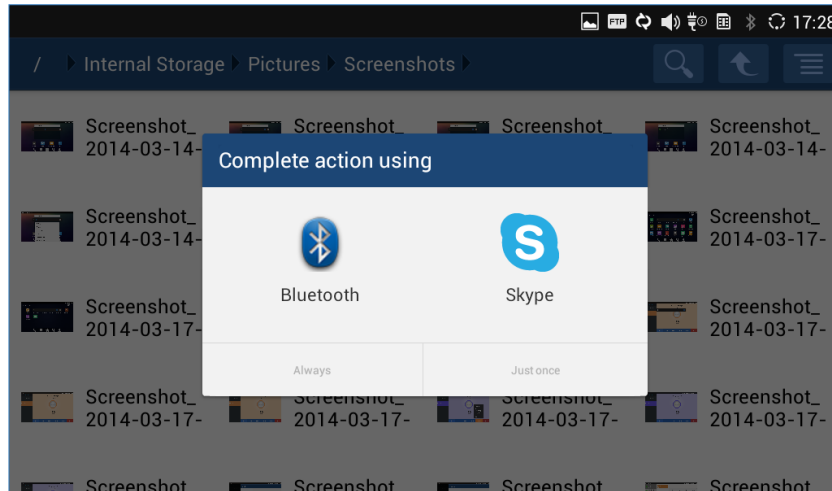 FTP 17:28
/ Internal Storage Pictures Screenshots
Screenshot_ Screenshot_ Screenshot_ Screenshot_
2014-03-14- 2014-03-14-
Complete action using
Screenshot_ Screenshot_
2014-03-14- 2014-03-17-
S
Bluetooth Skype
Screenshot_ Screenshot_
2014-03-17- 2014-03-17-
Always Just once
Screenshot_ Screenshot_ Screenshot_ Screenshot_
2014-03-17- 2014-03-17- 2014-03-17- 2014-03-17-
Screenshot Screenshot Screenshot Screenshot